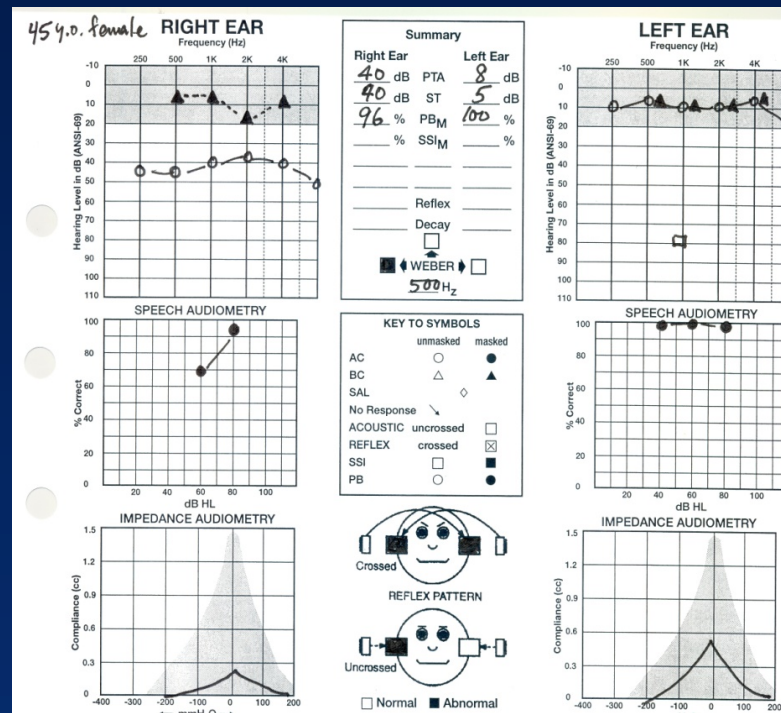 45 y.o. female
RIGHT EAR
Frequency (Hz)
250 500 1K 2K 4K
Hearing Level in dB (ANSI-69)
-10
0
10
20
30
40
50
60
70
80
90
100
110
Summary
Right Ear Left Ear
40 dB PTA 8 dB
40 dB ST 5 dB
96 % PBM 100 %
% SSIM %
Reflex
Decay
WEBER
500 Hz
LEFT EAR
Frequency (Hz)
250 500 1K 2K 4K
Hearing Level in dB (ANSI-69)
-10
0
10
20
30
40
50
60
70
80
90
100
110
SPEECH AUDIOMETRY
% Correct
100
80
60
40
20
0
20 40 60 80 100
dB HL
KEY TO SYMBOLS
unmasked masked
AC
BC
SAL
No Response
ACOUSTIC uncrossed
REFLEX crossed
SSI
PB
SPEECH AUDIOMETRY
% Correct
100
80
60
40
20
0
20 40 60 80 100
dB HL
IMPEDANCE AUDIOMETRY
Compliance (cc)
1.5
1.2
0.9
0.6
0.3
0
-400 -300 -200 -100 0 100 200
Crossed
REFLEX PATTERN
Uncrossed
Normal Abnormal
IMPEDANCE AUDIOMETRY
Compliance (cc)
1.5
1.2
0.9
0.6
0.3
0
-400 -300 -200 -100 0 100 200